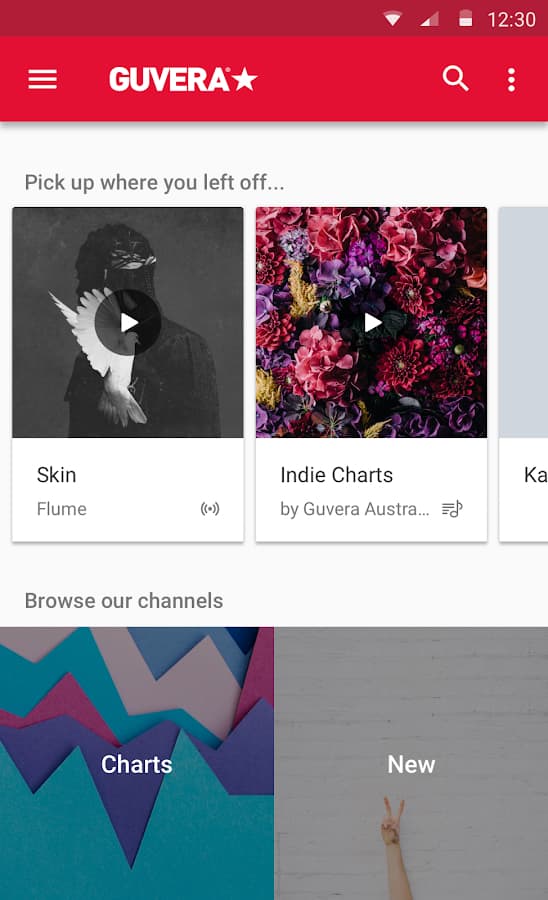 12:30
GUVERA
Pick up where you left off...
Skin
Flume
Indie Charts
by Guvera Austra...
Ka
Browse our channels
Charts
New